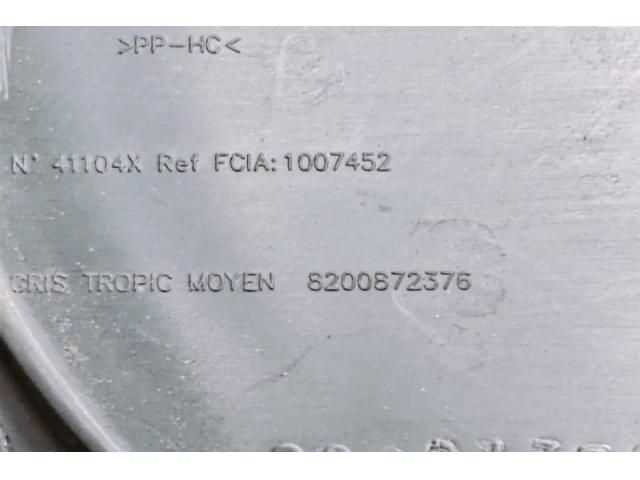 >PP-HC<
N° 41104X Ref FCIA: 1007452
GRIS TROPIC MOYEN 8200872376